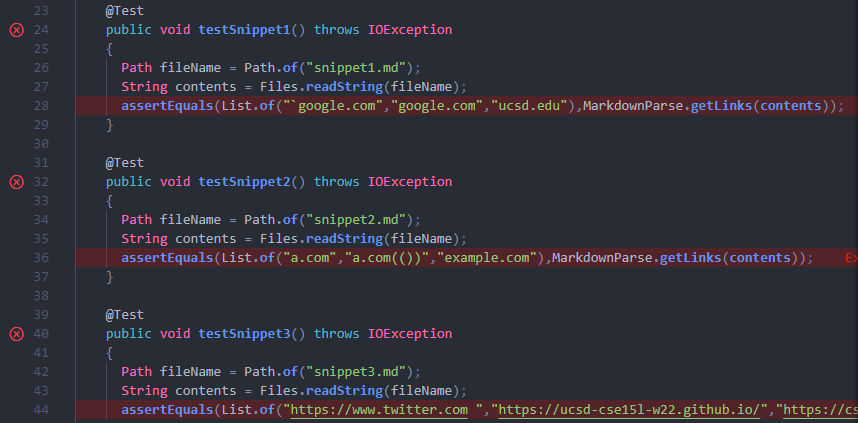 23 @Test
24 public void testSnippet1() throws IOException
25 {
26 Path fileName = Path.of("snippet1.md");
27 String contents = Files.readString(fileName);
28 assertEquals(List.of("`google.com","google.com","ucsd.edu"),MarkdownParse.getLinks(contents));
29 }
30
31 @Test
32 public void testSnippet2() throws IOException
33 {
34 Path fileName = Path.of("snippet2.md");
35 String contents = Files.readString(fileName);
36 assertEquals(List.of("a.com","a.com(())","example.com"),MarkdownParse.getLinks(contents)); Ex
37 }
38
39 @Test
40 public void testSnippet3() throws IOException
41 {
42 Path fileName = Path.of("snippet3.md");
43 String contents = Files.readString(fileName);
44 assertEquals(List.of("https://www.twitter.com ","https://ucsd-cse15l-w22.github.io/","https://cs